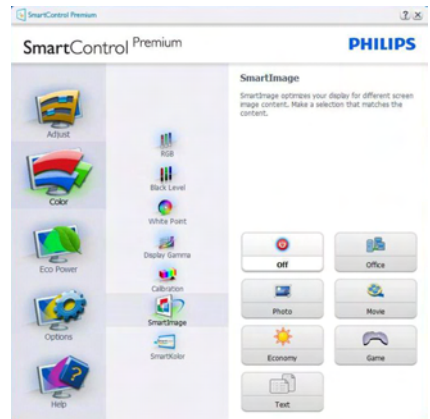 SmartControl Premium
SmartControl Premium
PHILIPS
Adjust
Color
Eco Power
Options
Help
RGB
Black Level
White Point
Display Gamma
Calibration
SmartImage
SmartKolor
SmartImage
SmartImage optimizes your display for different screen
image content. Make a selection that matches the
content.
Off
Office
Photo
Movie
Economy
Game
Text